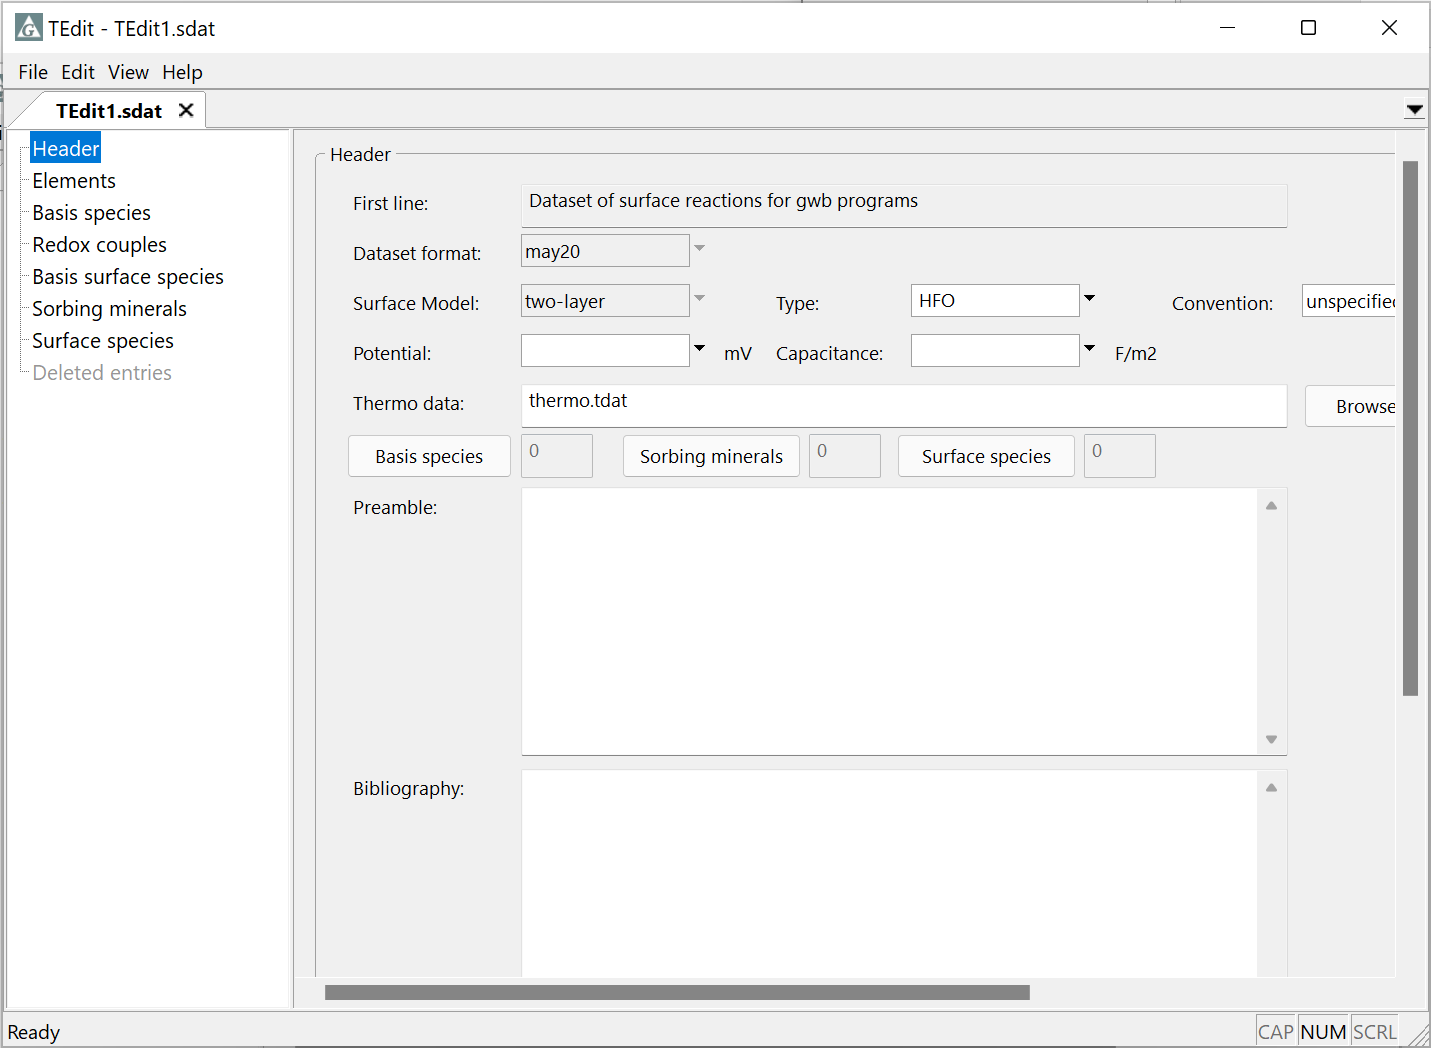 TEdit - TEdit1.sdat
File Edit View Help
TEdit1.sdat
Header
Elements
Basis species
Redox couples
Basis surface species
Sorbing minerals
Surface species
Deleted entries
Header
First line: Dataset of surface reactions for gwb programs
Dataset format: may20
Surface Model: two-layer Type: HFO Convention: unspecified
Potential: mV Capacitance: F/m2
Thermo data: thermo.tdat Browse
Basis species 0 Sorbing minerals 0 Surface species 0
Preamble:
Bibliography:
Ready CAP NUM SCRL